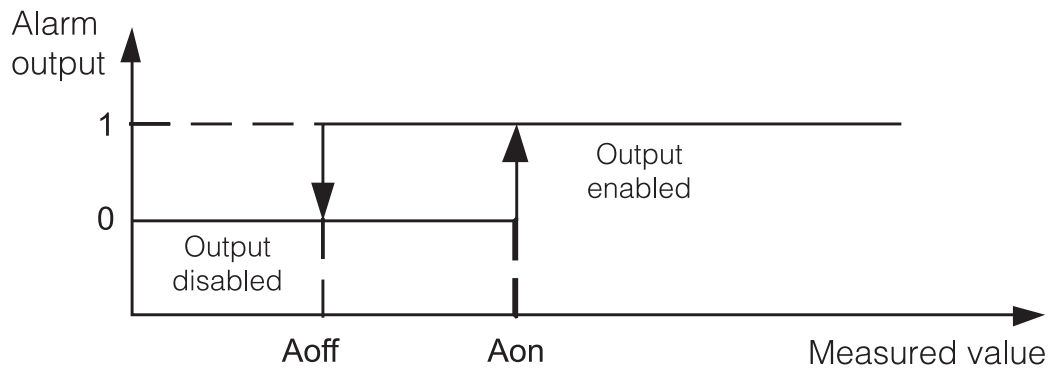 Alarm
output
1
0
Output
enabled
Output
disabled
Aoff
Aon
Measured value